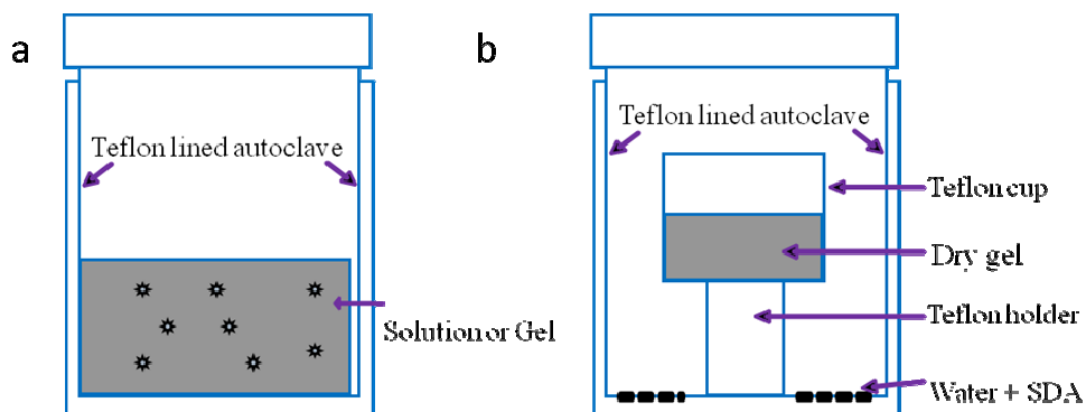 a
Teflon lined autoclave
Solution or Gel
b
Teflon lined autoclave
Teflon cup
Dry gel
Teflon holder
Water + SDA